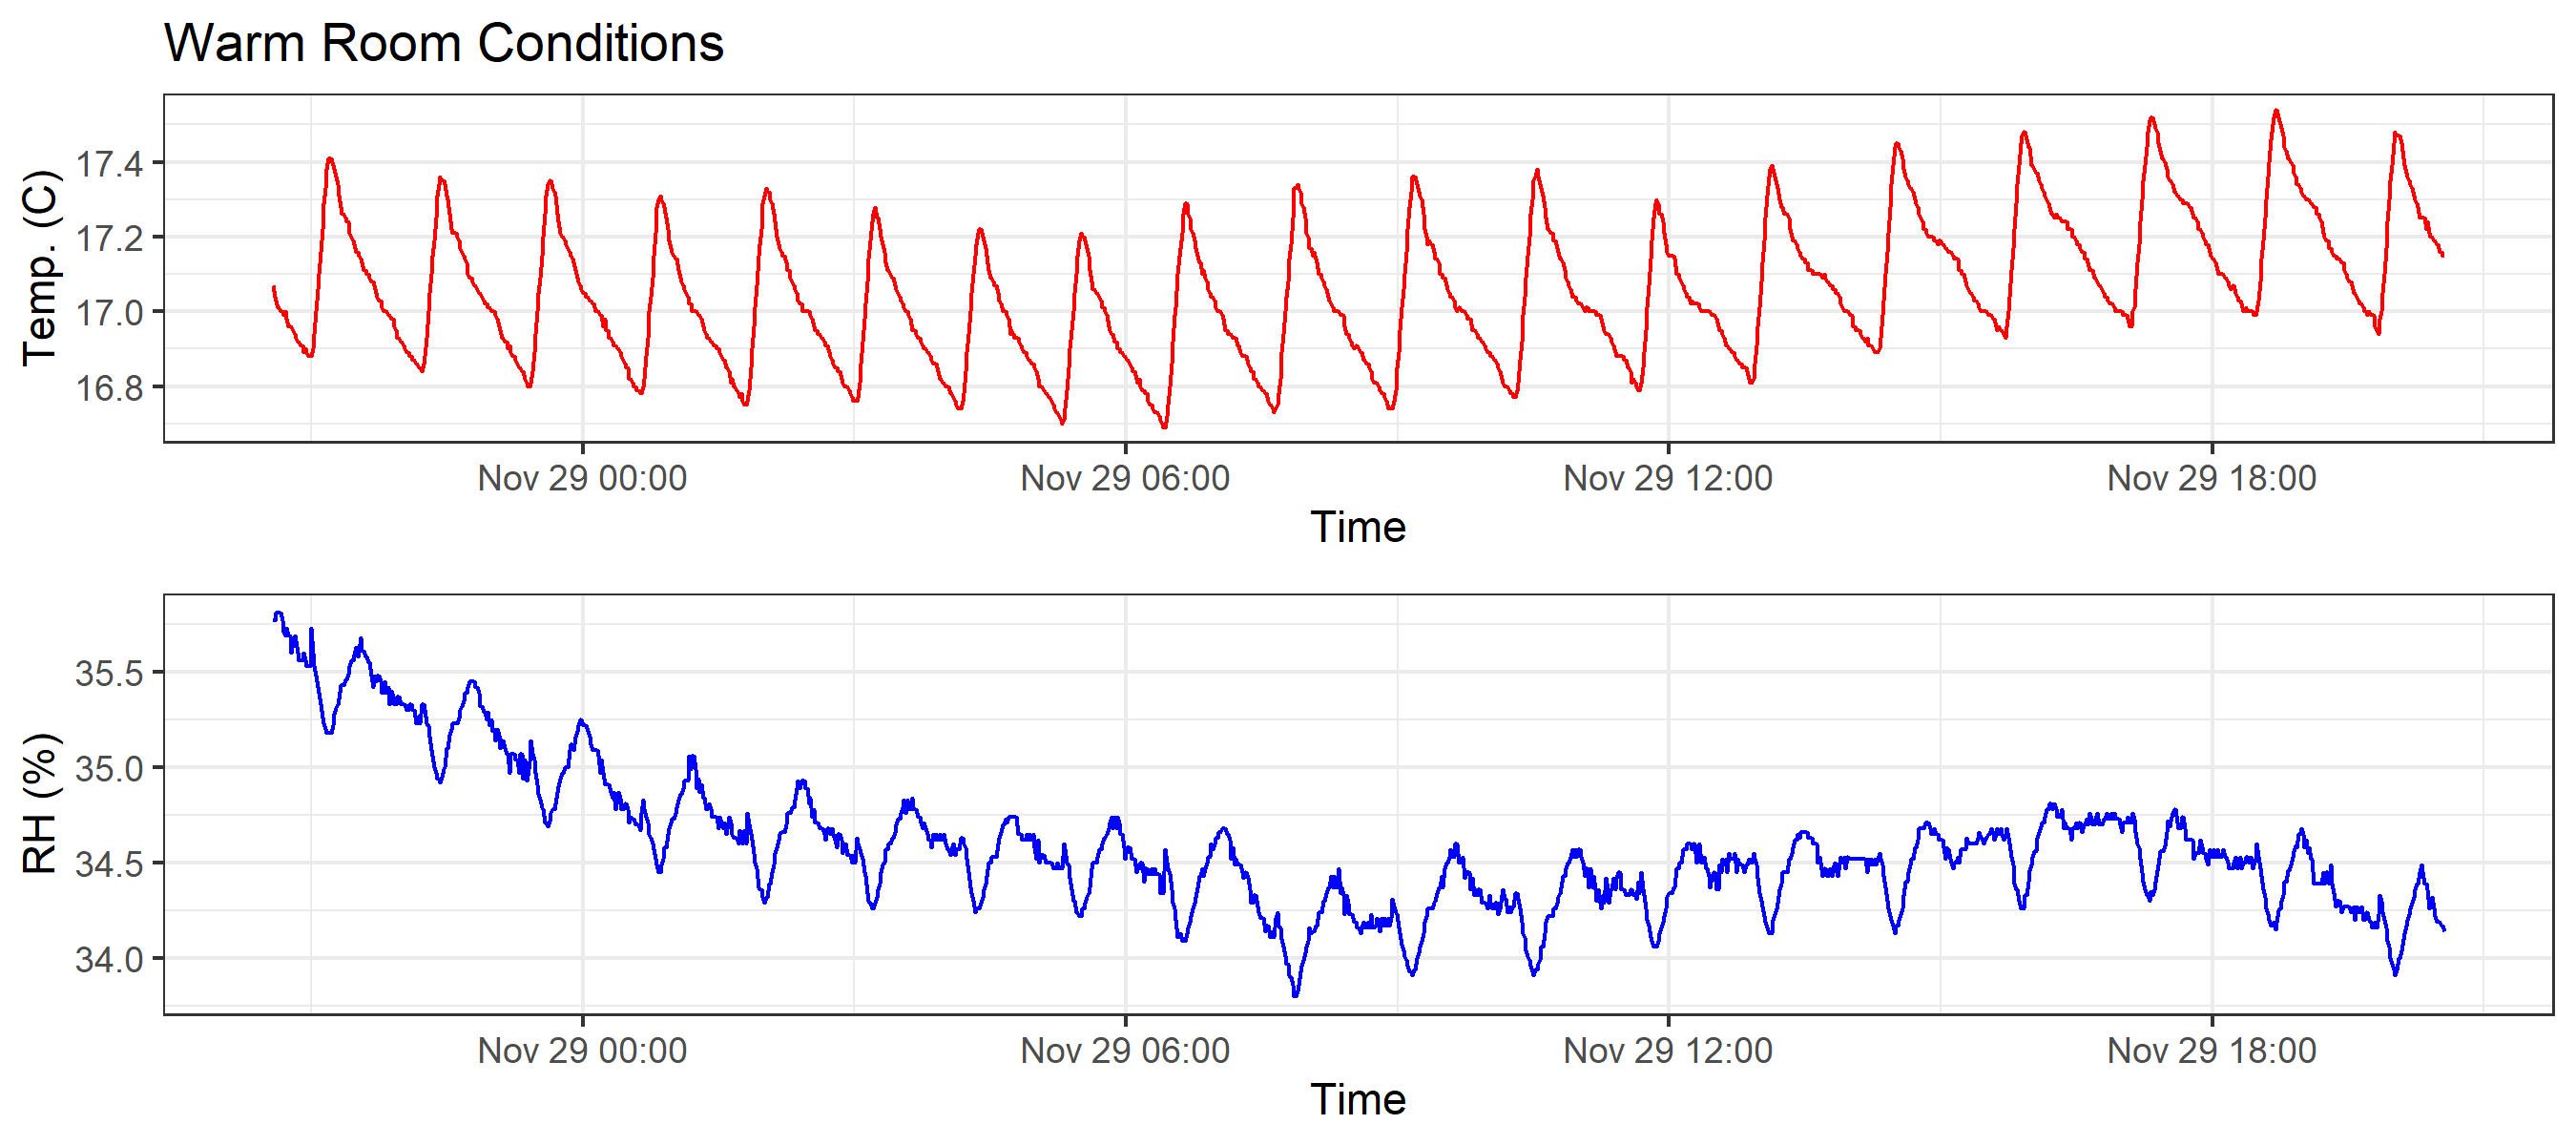 Warm Room Conditions
Temp. (C)
17.4
17.2
17.0
16.8
Nov 29 00:00 Nov 29 06:00 Nov 29 12:00 Nov 29 18:00
Time
RH (%)
35.5
35.0
34.5
34.0
Nov 29 00:00 Nov 29 06:00 Nov 29 12:00 Nov 29 18:00
Time